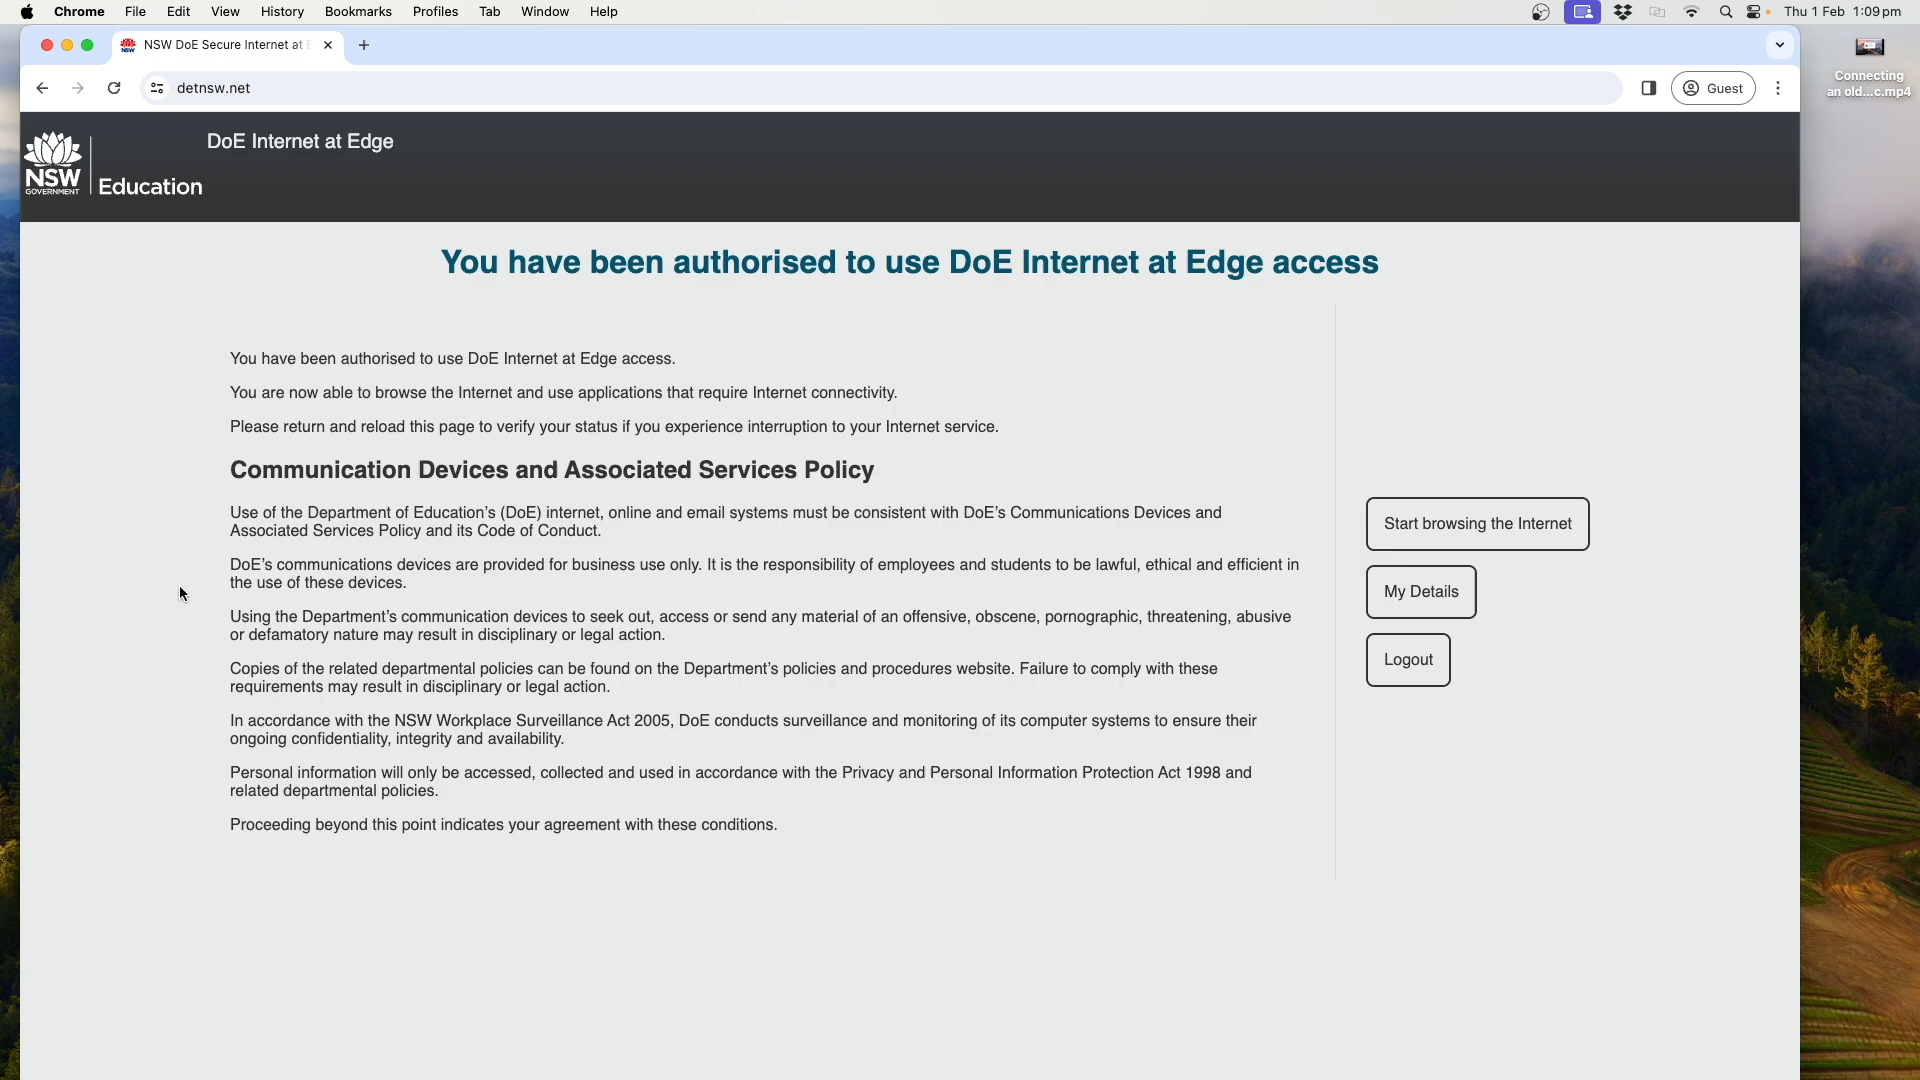 Chrome File Edit View History Bookmarks Profiles Tab Window Help Thu 1 Feb 1:09 pm
NSW DoE Secure Internet at E
detnsw.net
Guest
Connecting
an old...c.mp4
DoE Internet at Edge
NSW
GOVERNMENT
Education
You have been authorised to use DoE Internet at Edge access
You have been authorised to use DoE Internet at Edge access.
You are now able to browse the Internet and use applications that require Internet connectivity.
Please return and reload this page to verify your status if you experience interruption to your Internet service.
Communication Devices and Associated Services Policy
Use of the Department of Education's (DoE) internet, online and email systems must be consistent with DoE's Communications Devices and
Associated Services Policy and its Code of Conduct.
DoE's communications devices are provided for business use only. It is the responsibility of employees and students to be lawful, ethical and efficient in
the use of these devices.
Using the Department's communication devices to seek out, access or send any material of an offensive, obscene, pornographic, threatening, abusive
or defamatory nature may result in disciplinary or legal action.
Copies of the related departmental policies can be found on the Department's policies and procedures website. Failure to comply with these
requirements may result in disciplinary or legal action.
In accordance with the NSW Workplace Surveillance Act 2005, DoE conducts surveillance and monitoring of its computer systems to ensure their
ongoing confidentiality, integrity and availability.
Personal information will only be accessed, collected and used in accordance with the Privacy and Personal Information Protection Act 1998 and
related departmental policies.
Proceeding beyond this point indicates your agreement with these conditions.
Start browsing the Internet
My Details
Logout